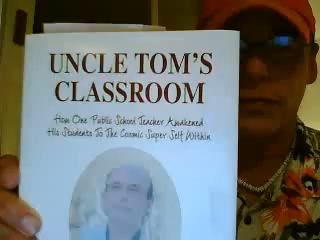 UNCLE TOM'S
CLASSROOM
How One Public School Teacher Awakened
His Students To The Cosmic Super Self Within